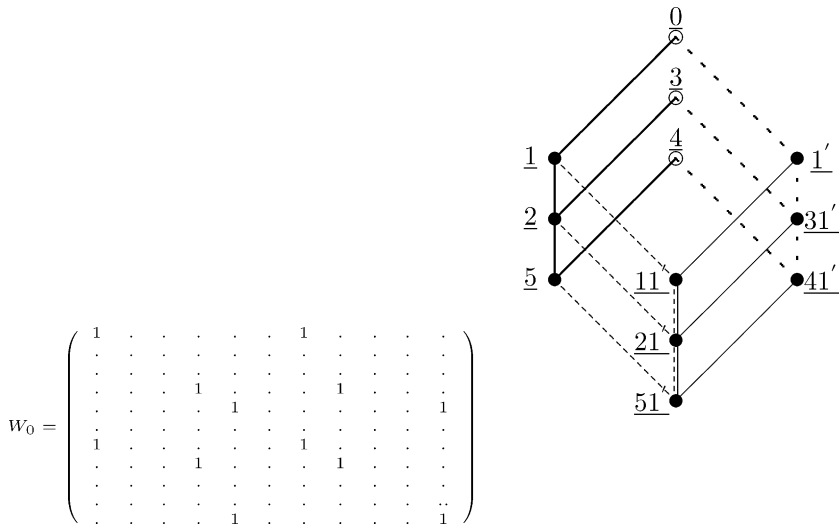 0
3
4
1 1′
2 31′
5 11′ 41′
21′
51′
1 . . . . . 1 . . . .
. . . . . . . . . . .
. . . . . . . . . . .
. . . 1 . . . 1 . . .
. . . . 1 . . . . . 1
W₀ = . . . . . . . . . . .
1 . . . . . 1 . . . .
. . . 1 . . . 1 . . .
. . . . . . . . . . .
. . . . . . . . . . ..
. . . . 1 . . . . . 1